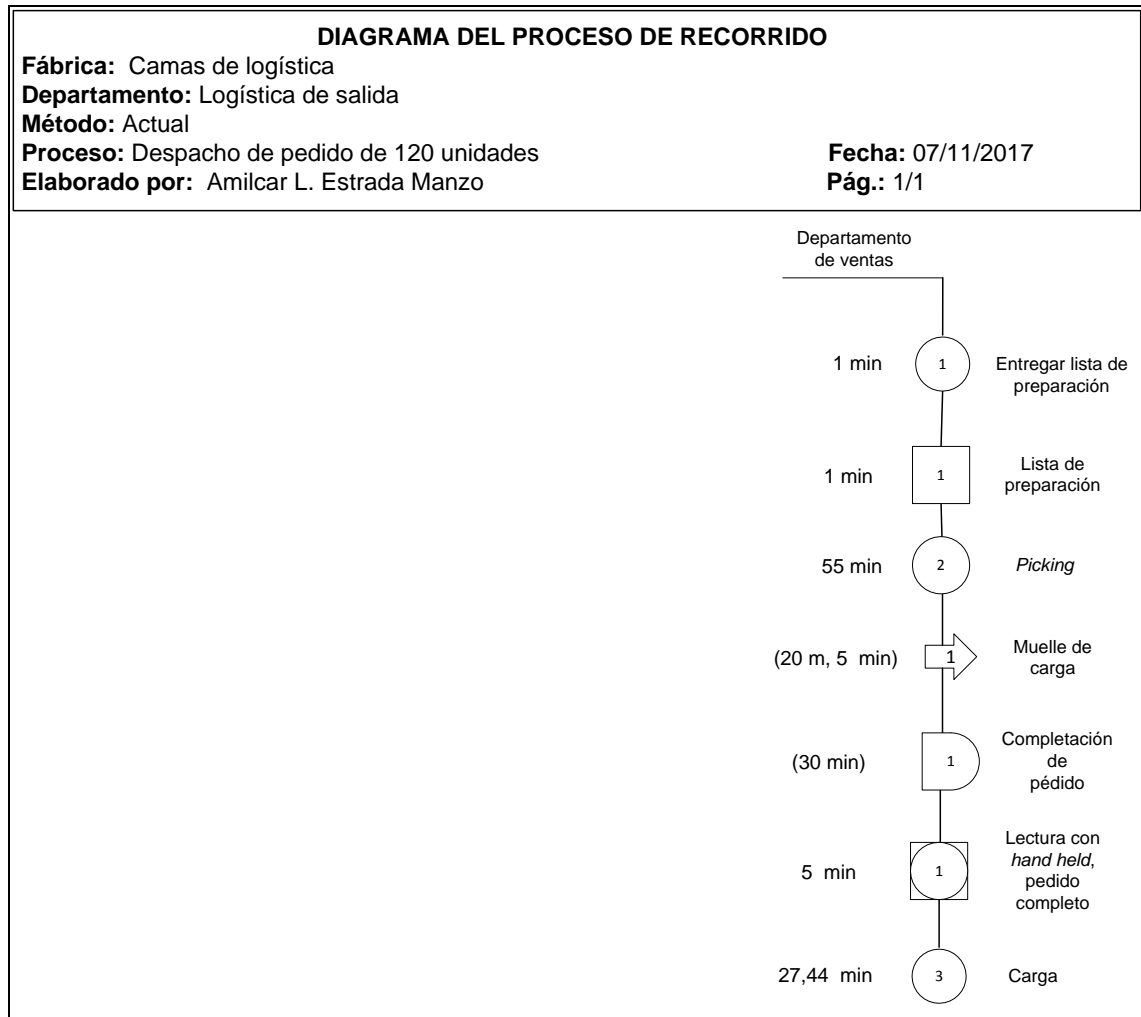 DIAGRAMA DEL PROCESO DE RECORRIDO
Fábrica: Camas de logística
Departamento: Logística de salida
Método: Actual
Proceso: Despacho de pedido de 120 unidades Fecha: 07/11/2017
Elaborado por: Amilcar L. Estrada Manzo Pág.: 1/1
Departamento
de ventas
1 min 1 Entregar lista de
preparación
1 min 1 Lista de
preparación
55 min 2 Picking
(20 m, 5 min) 1 Muelle de
carga
(30 min) 1 Completación
de
pédido
5 min 1 Lectura con
hand held,
pedido
completo
27,44 min 3 Carga